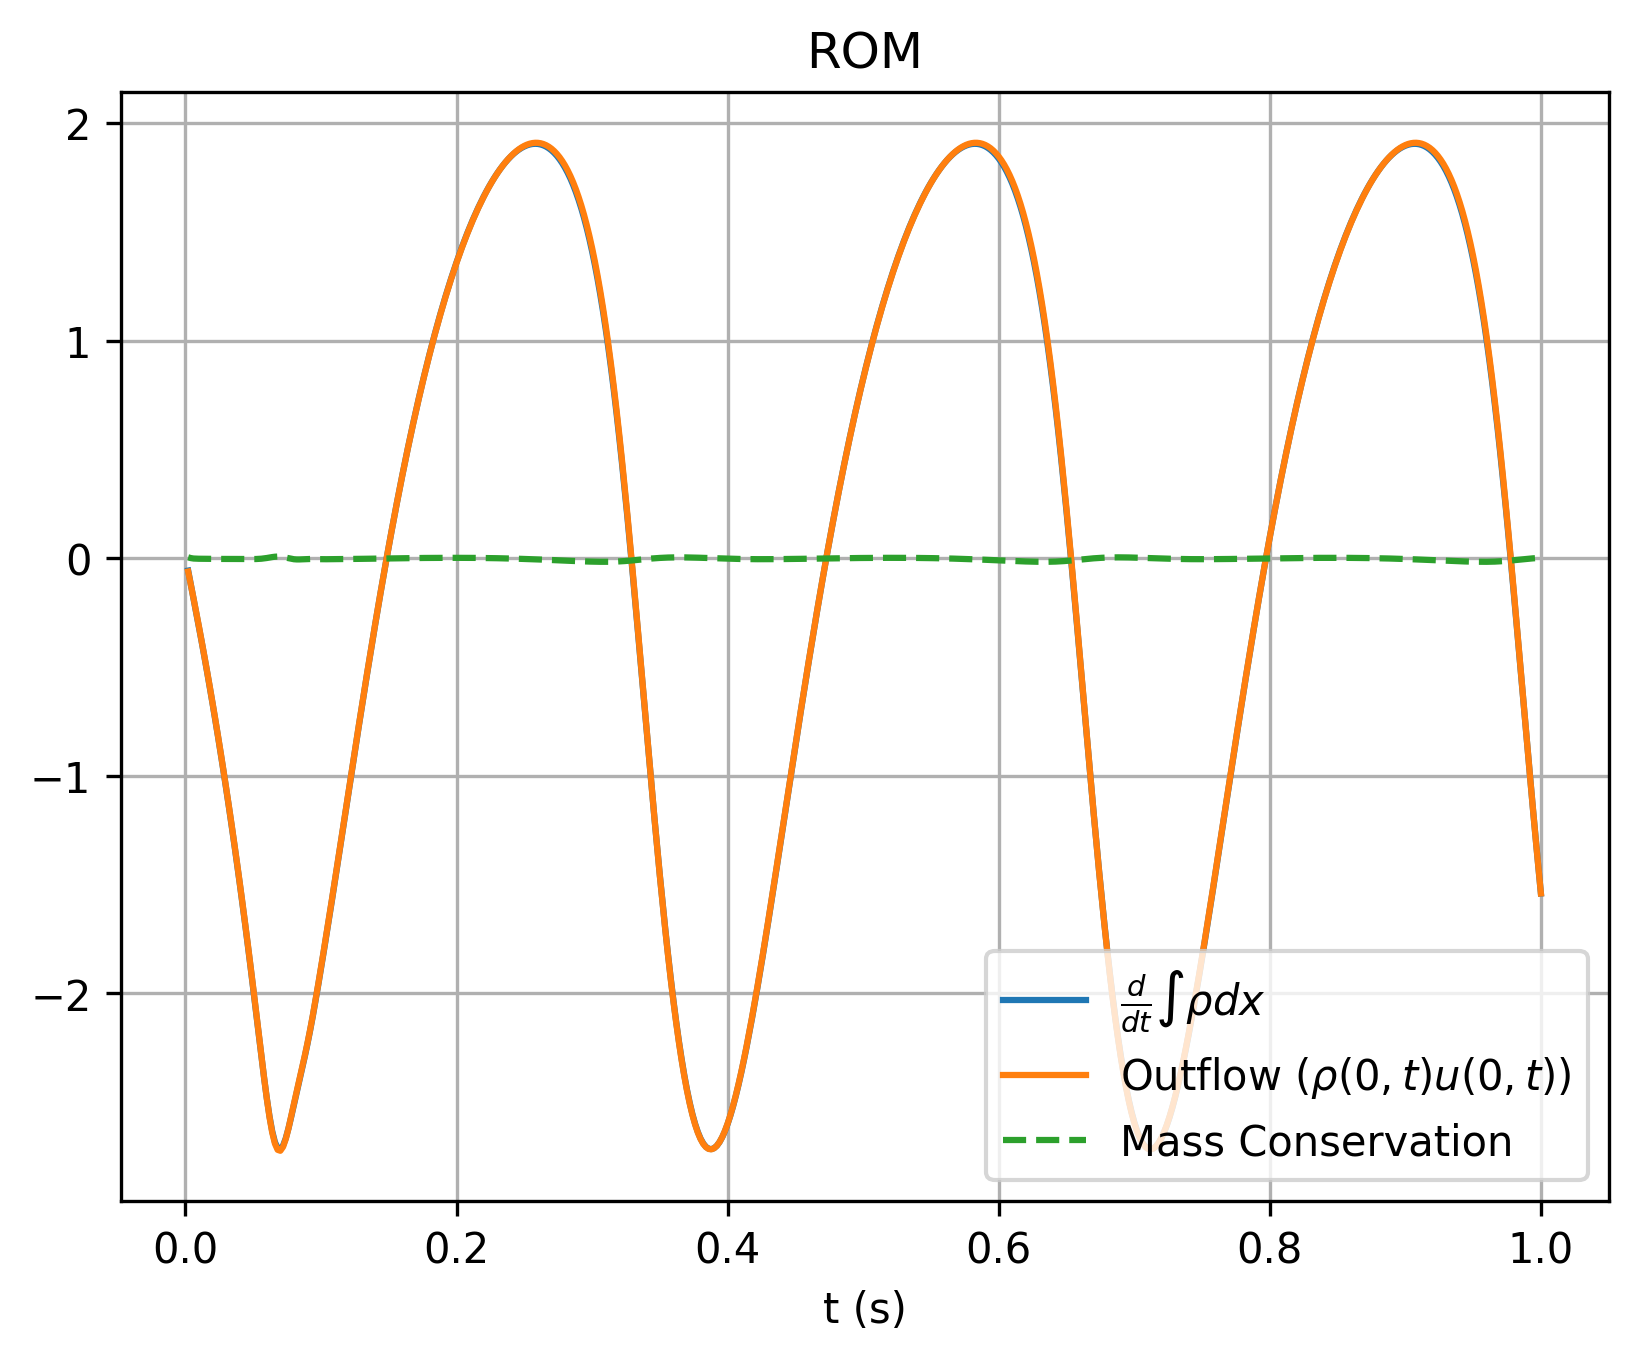 ROM
2
1
0
−1
−2
d/dt ∫ρdx
Outflow (ρ(0, t)u(0, t))
Mass Conservation
0.0 0.2 0.4 0.6 0.8 1.0
t (s)